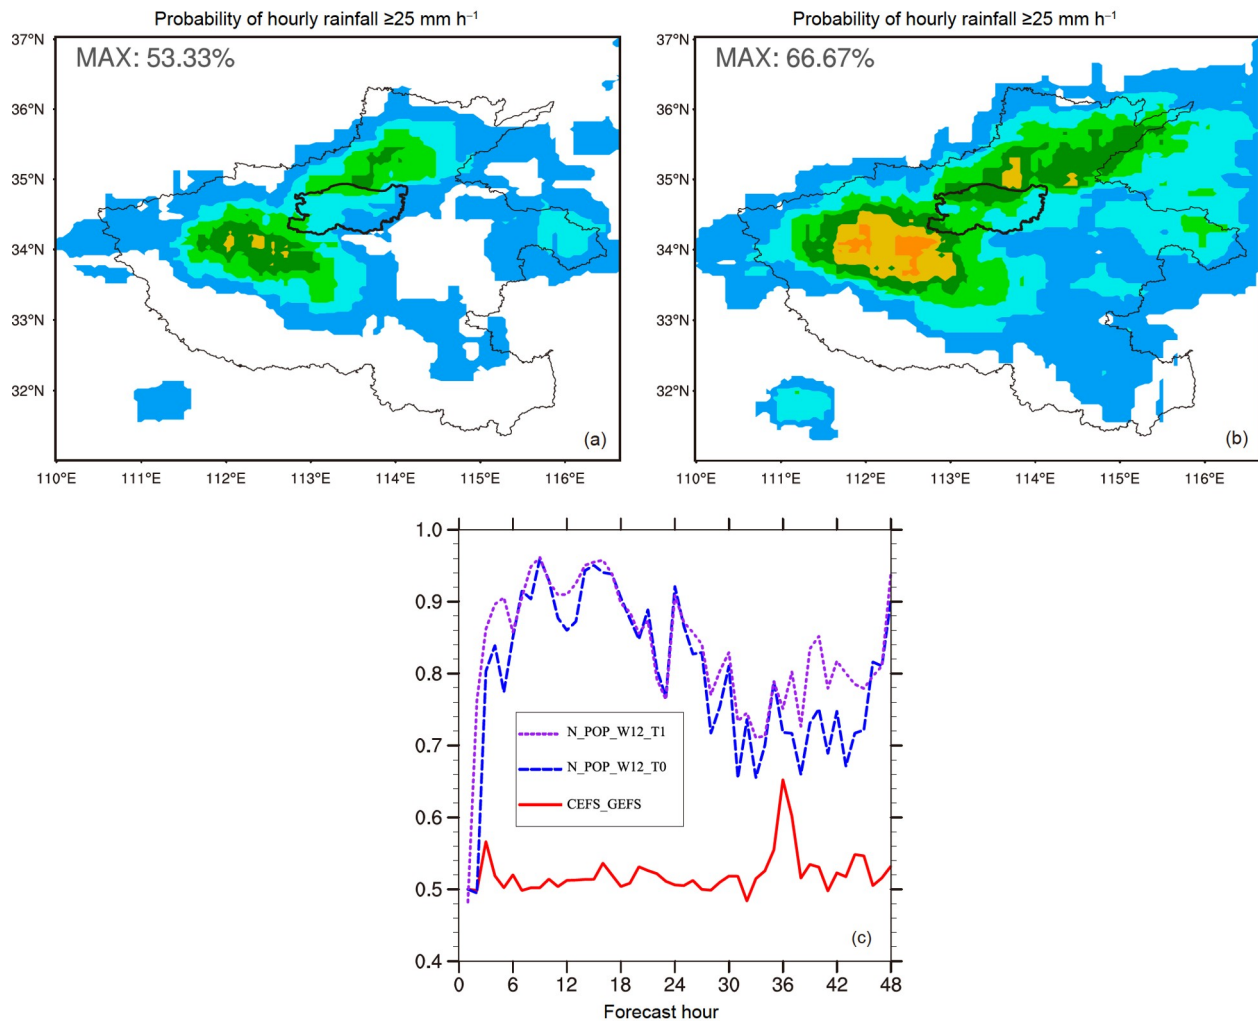 Probability of hourly rainfall ≥25 mm h⁻¹
MAX: 53.33%
37°N
36°N
35°N
34°N
33°N
32°N
(a)
110°E 111°E 112°E 113°E 114°E 115°E 116°E
Probability of hourly rainfall ≥25 mm h⁻¹
MAX: 66.67%
37°N
36°N
35°N
34°N
33°N
32°N
(b)
110°E 111°E 112°E 113°E 114°E 115°E 116°E
1.0
0.9
0.8
0.7
0.6
0.5
0.4
N_POP_W12_T1
N_POP_W12_T0
CEFS_GEFS
(c)
0 6 12 18 24 30 36 42 48
Forecast hour